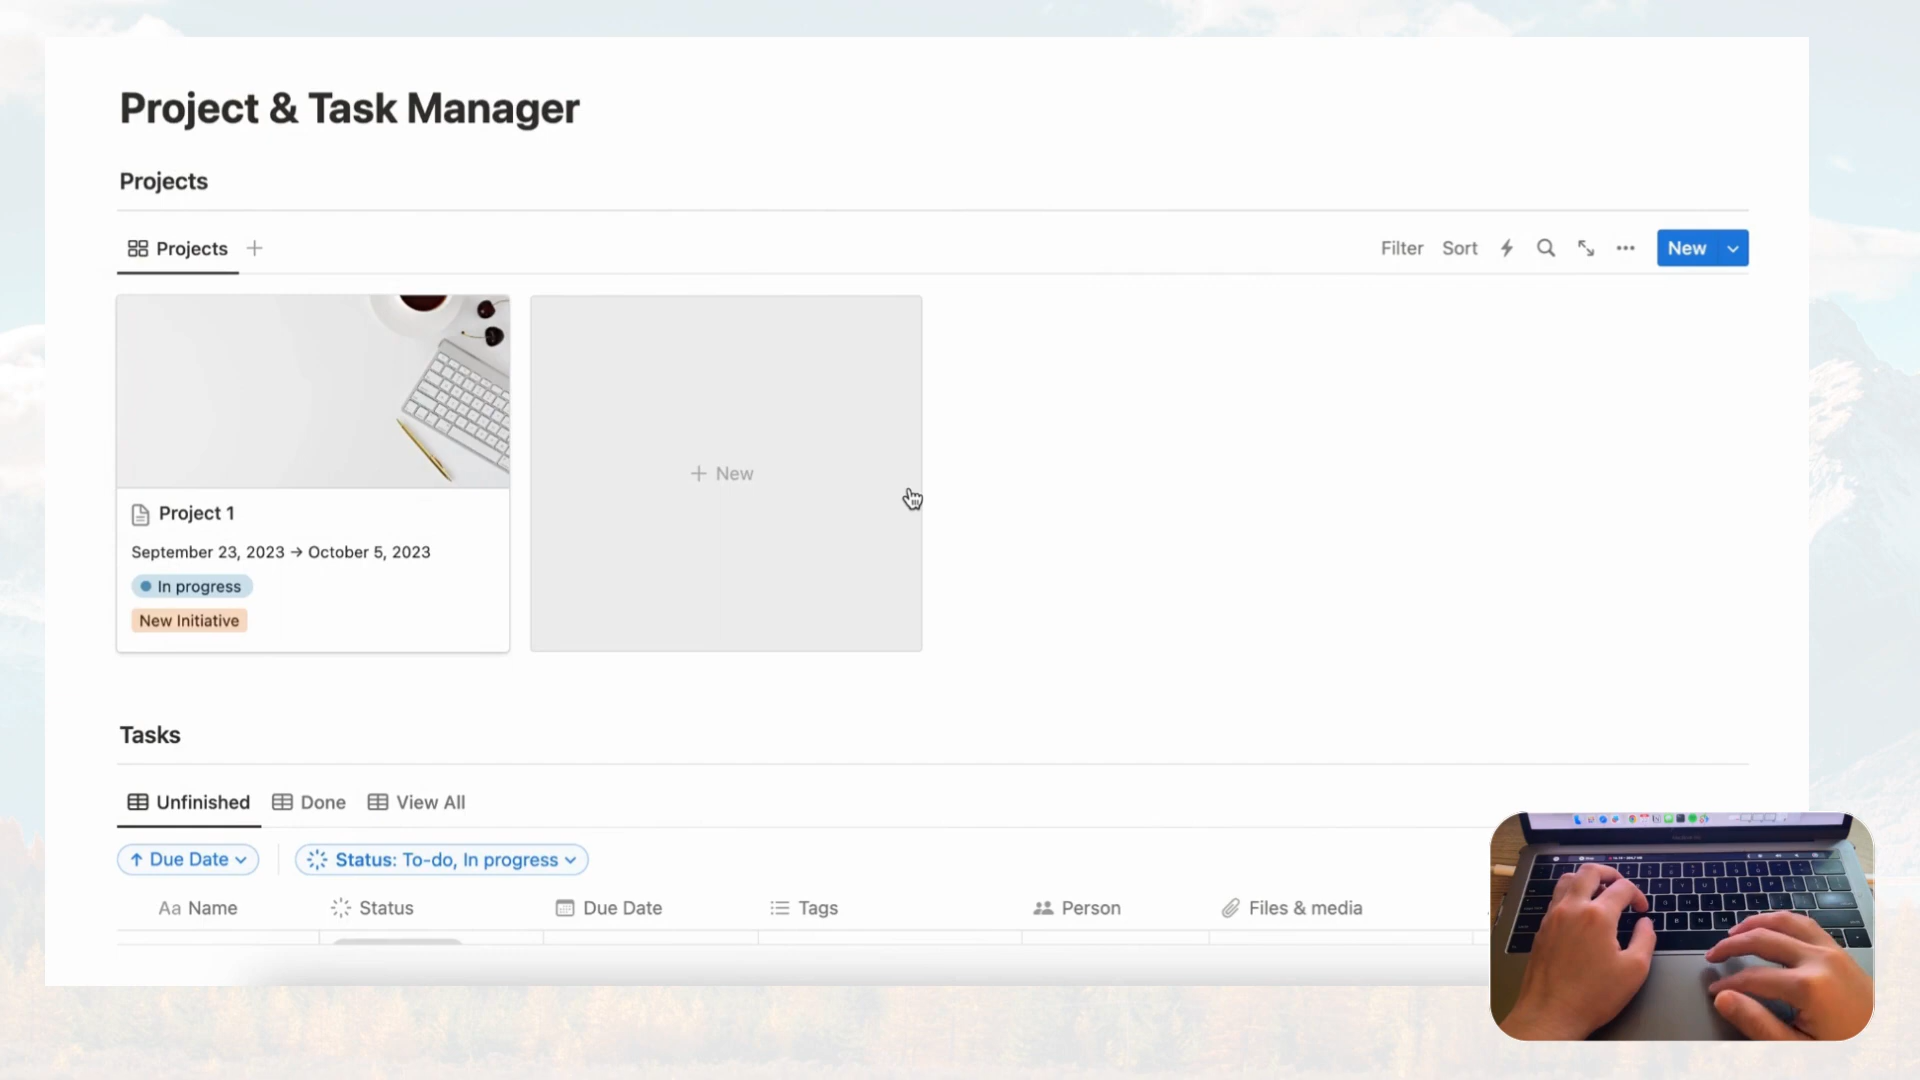 Project & Task Manager
Projects
Projects
Filter Sort New
+ New
Project 1
September 23, 2023 → October 5, 2023
In progress
New Initiative
Tasks
Unfinished Done View All
↑ Due Date Status: To-do, In progress
Aa Name Status Due Date Tags Person Files & media